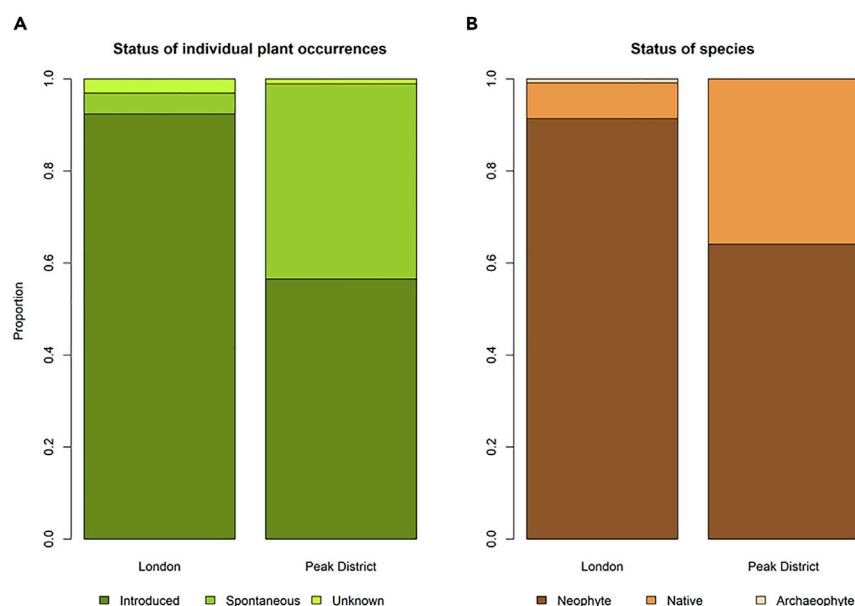 A
Status of individual plant occurrences
Proportion
1.0
0.8
0.6
0.4
0.2
0.0
London
Peak District
Introduced
Spontaneous
Unknown
B
Status of species
1.0
0.8
0.6
0.4
0.2
0.0
London
Peak District
Neophyte
Native
Archaeophyte